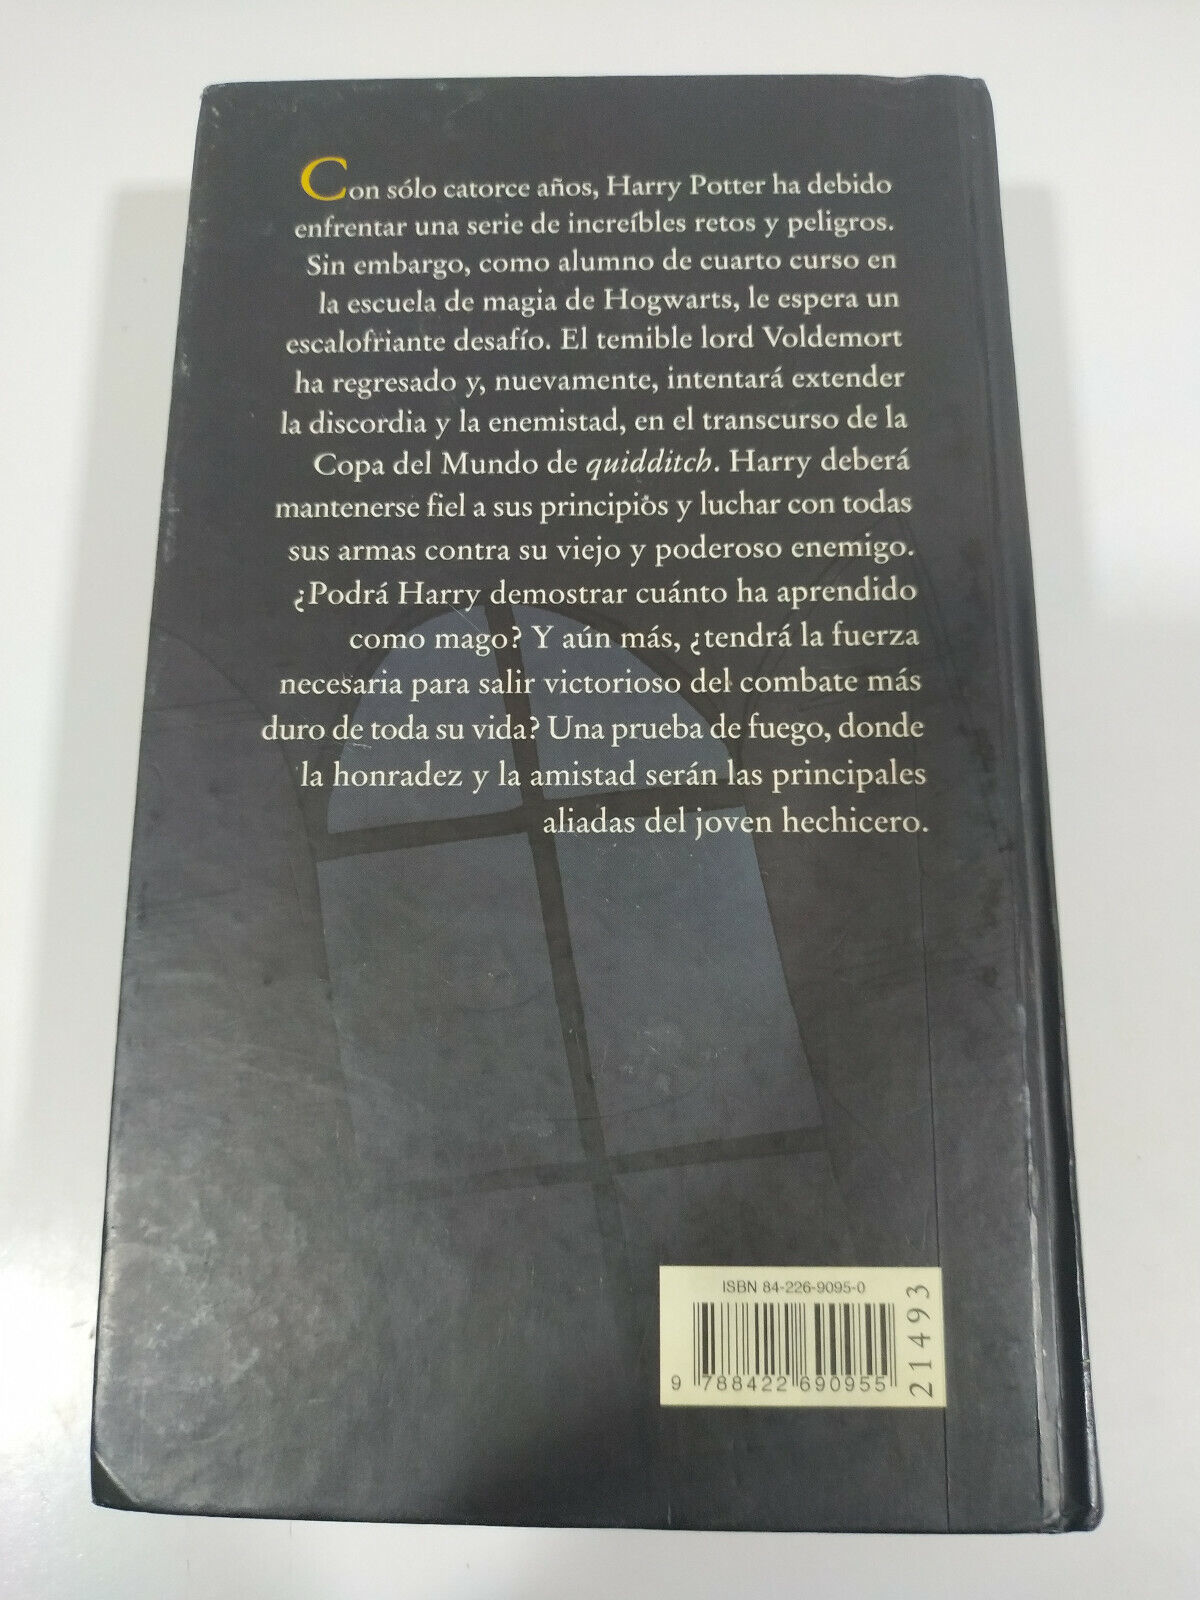 Con sólo catorce años, Harry Potter ha debido
enfrentar una serie de increíbles retos y peligros.
Sin embargo, como alumno de cuarto curso en
la escuela de magia de Hogwarts, le espera un
escalofriante desafío. El temible lord Voldemort
ha regresado y, nuevamente, intentará extender
la discordia y la enemistad, en el transcurso de la
Copa del Mundo de quidditch. Harry deberá
mantenerse fiel a sus principios y luchar con todas
sus armas contra su viejo y poderoso enemigo.
¿Podrá Harry demostrar cuánto ha aprendido
como mago? Y aún más, ¿tendrá la fuerza
necesaria para salir victorioso del combate más
duro de toda su vida? Una prueba de fuego, donde
la honradez y la amistad serán las principales
aliadas del joven hechicero.
ISBN 84-226-9095-0
9 788422 690955
21493